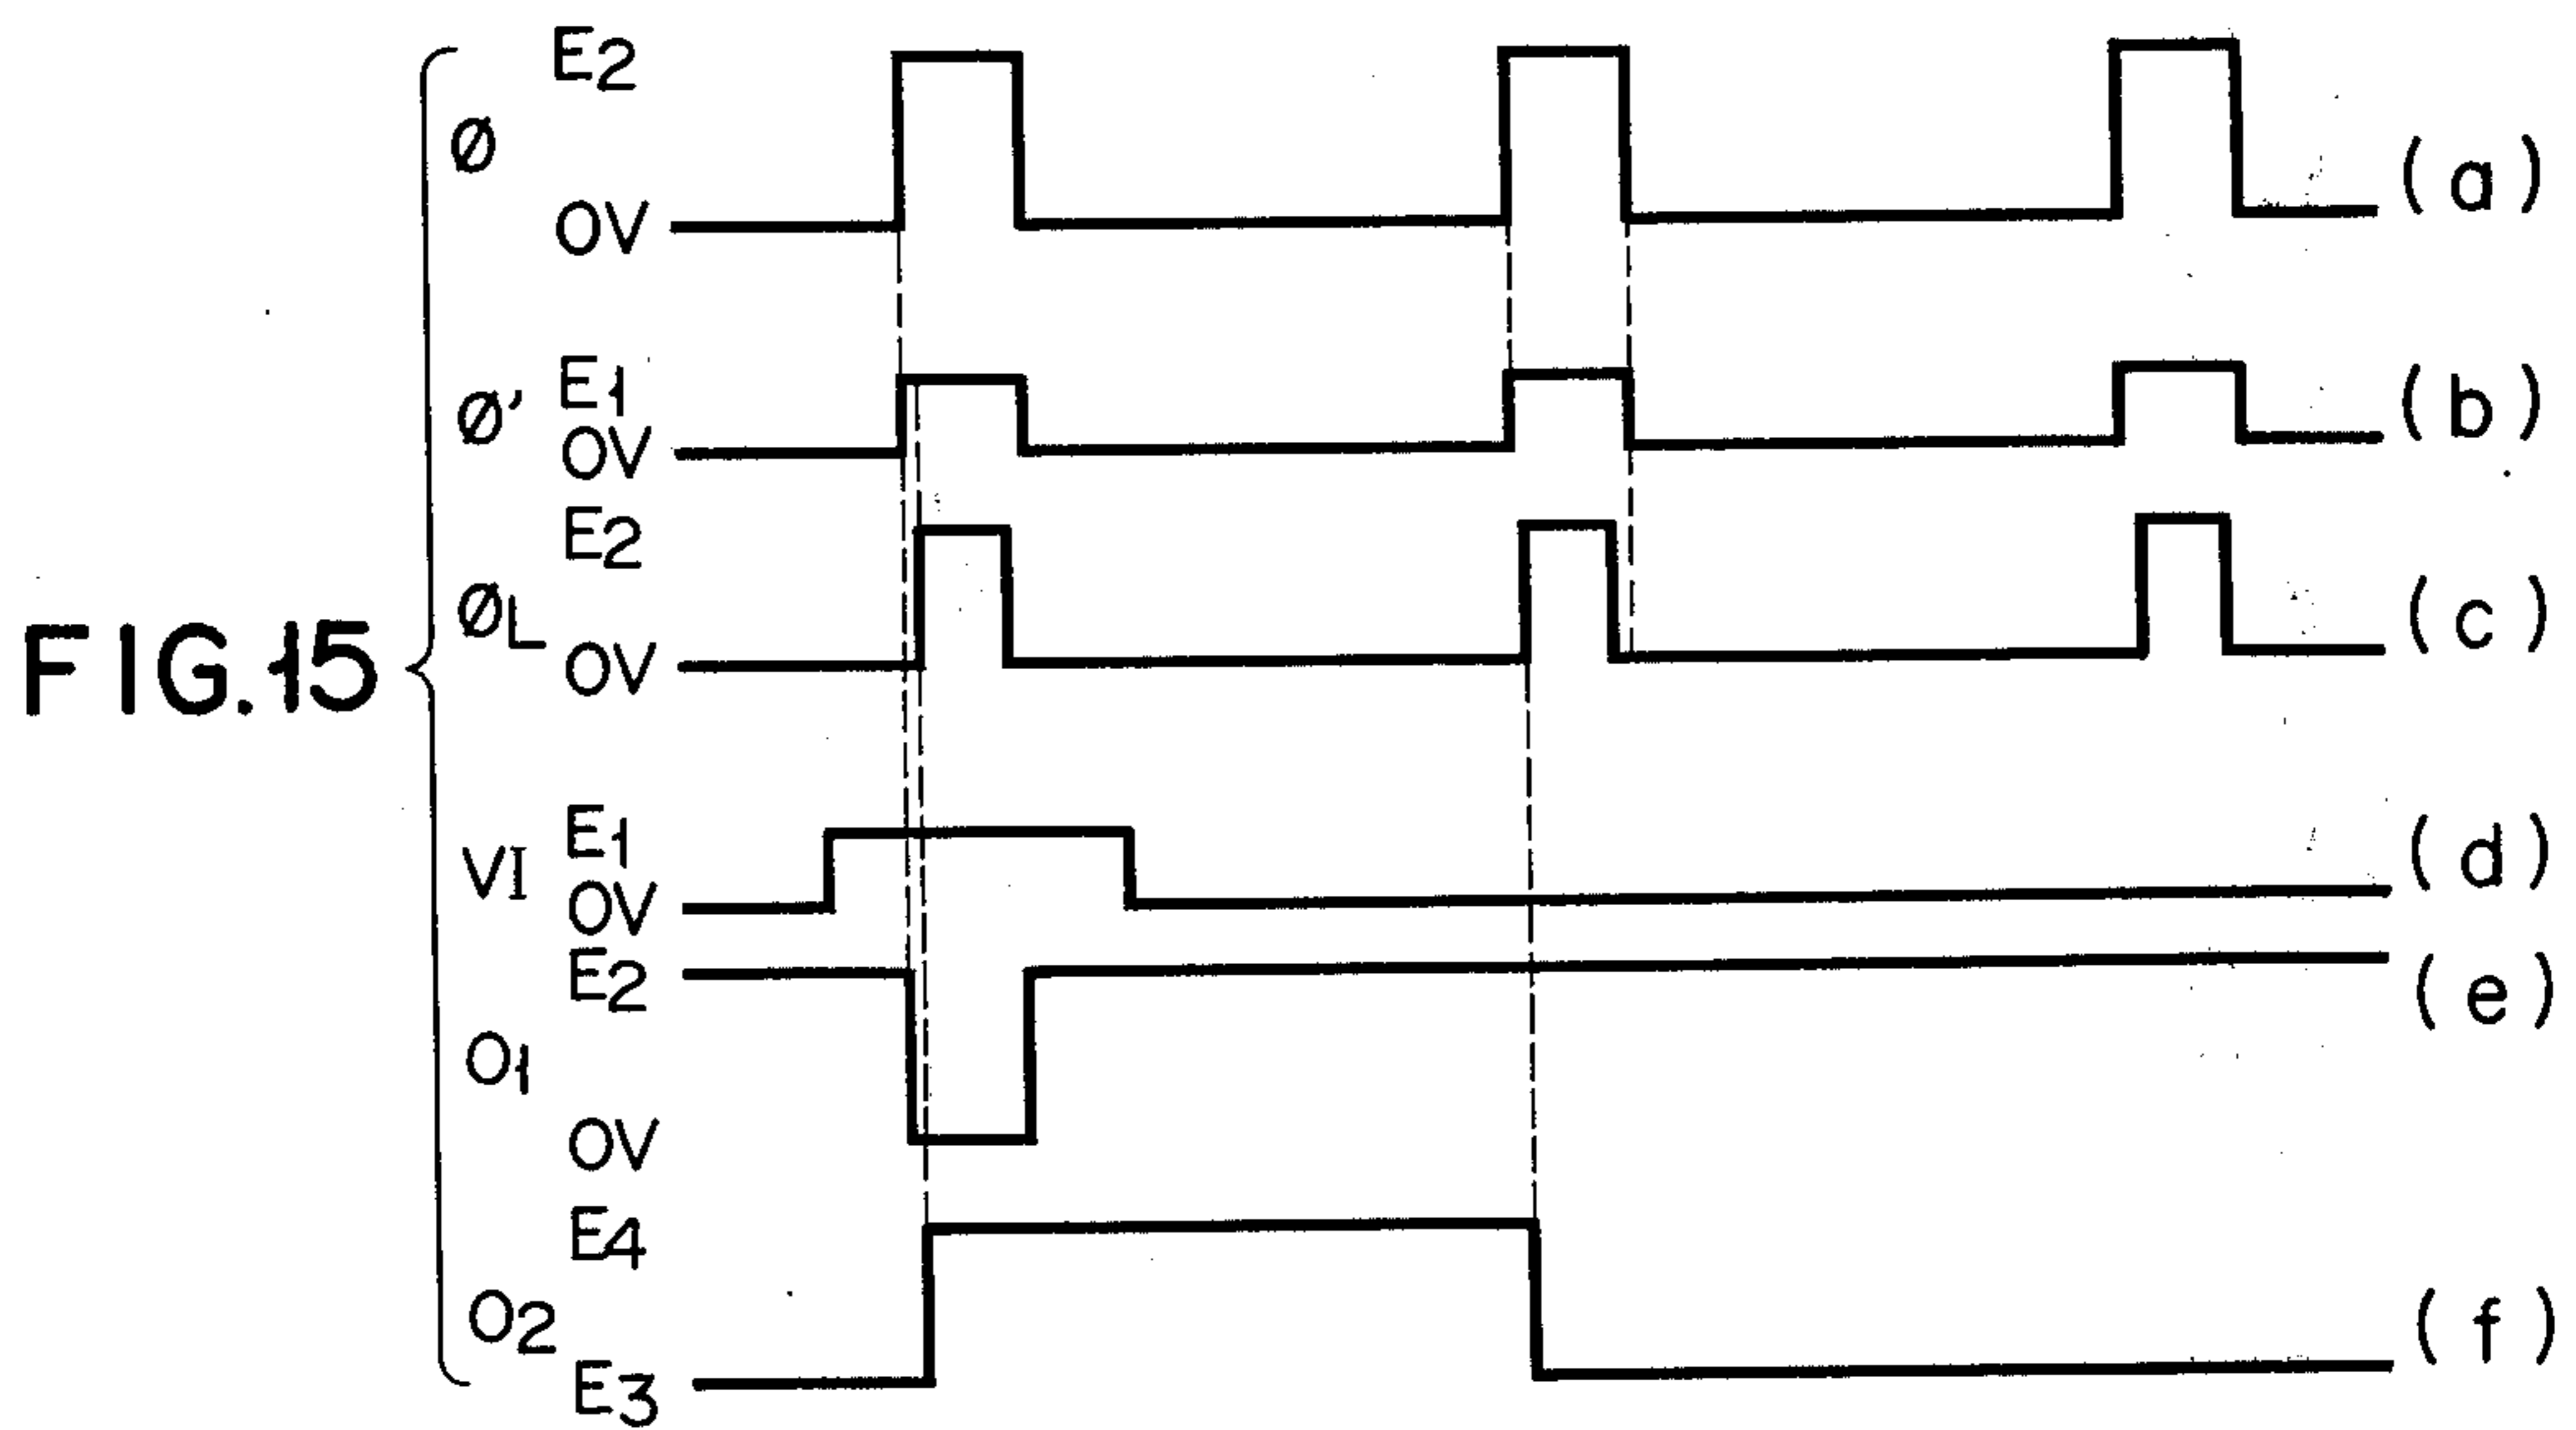 E2
Ø
OV
(a)
E1
Ø'
OV
(b)
E2
ØL
OV
(c)
FIG.15
E1
VI
OV
(d)
E2
O1
OV
(e)
E4
O2
E3
(f)